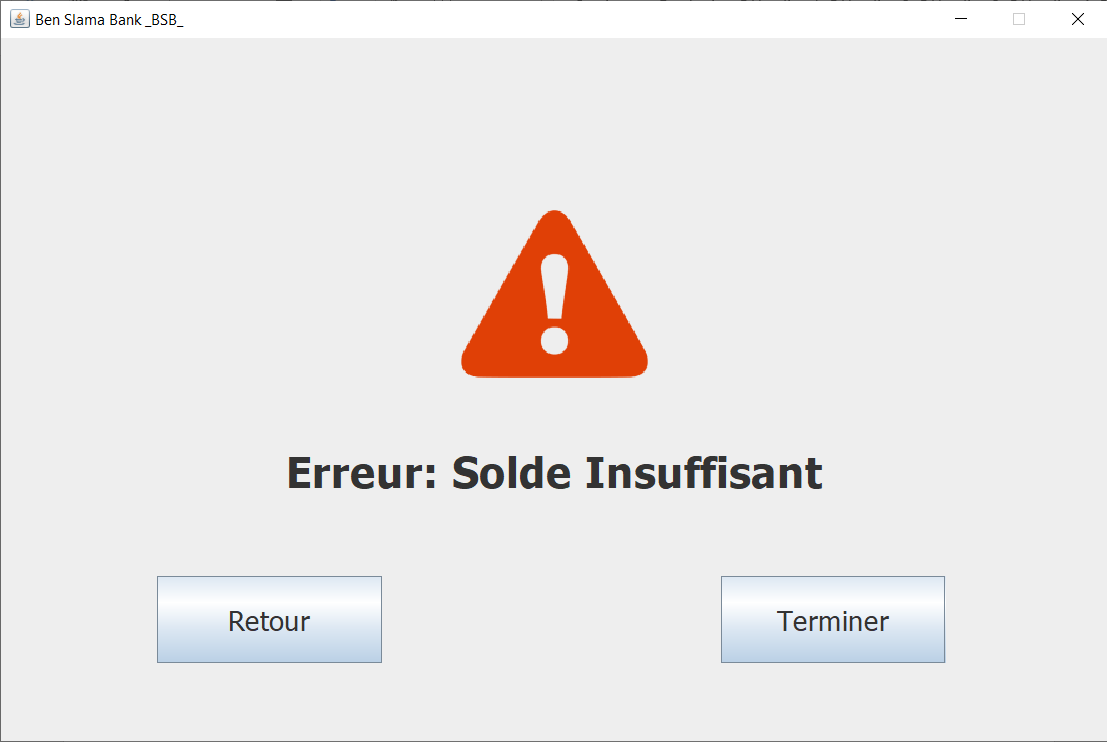 Ben Slama Bank _BSB_
Erreur: Solde Insuffisant
Retour
Terminer